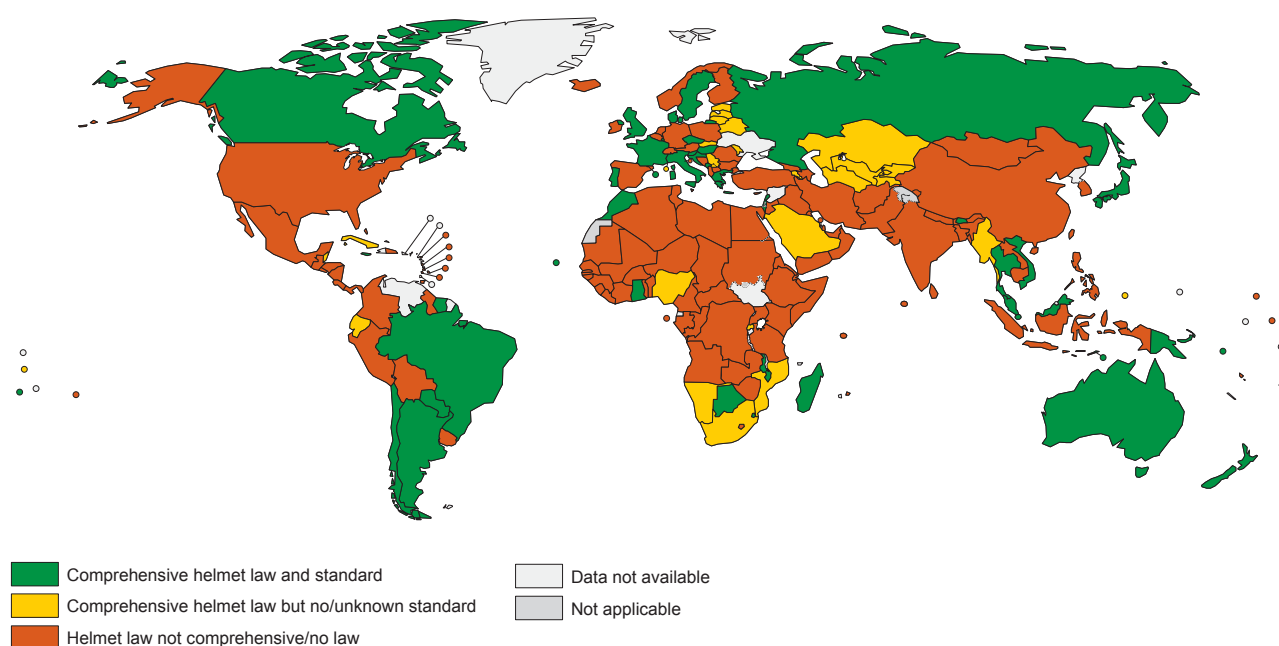 Comprehensive helmet law and standard
Comprehensive helmet law but no/unknown standard
Helmet law not comprehensive/no law
Data not available
Not applicable